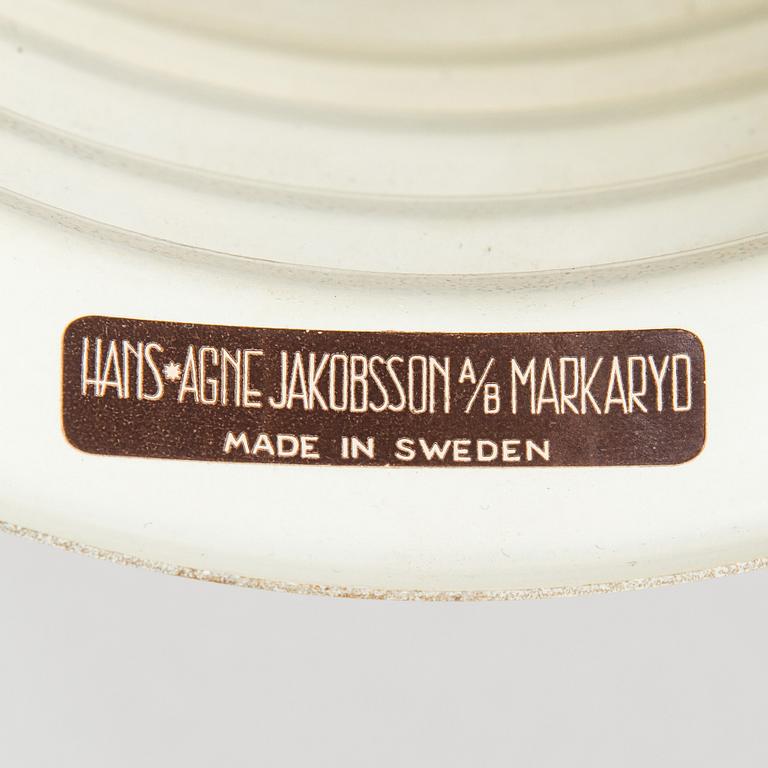 HANS*AGNE JAKOBSSON A/B MARKARYD
MADE IN SWEDEN